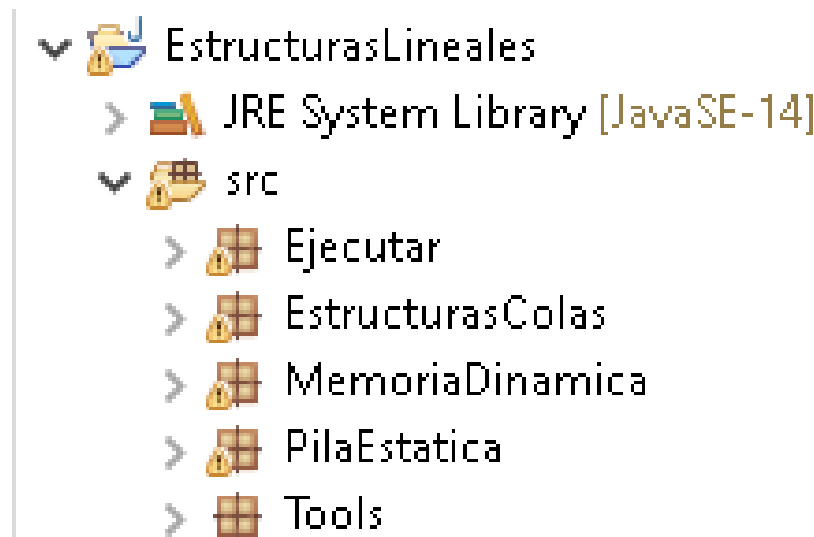 EstructurasLineales
JRE System Library [JavaSE-14]
src
Ejecutar
EstructurasColas
MemoriaDinamica
PilaEstatica
Tools